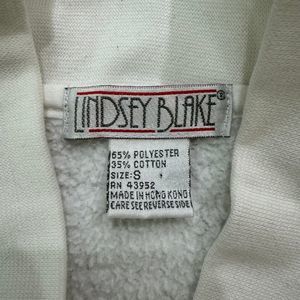 LINDSEY BLAKE®
65% POLYESTER
35% COTTON
SIZE: S
RN 43952
MADE IN HONG KONG
CARE SEE REVERSE SIDE